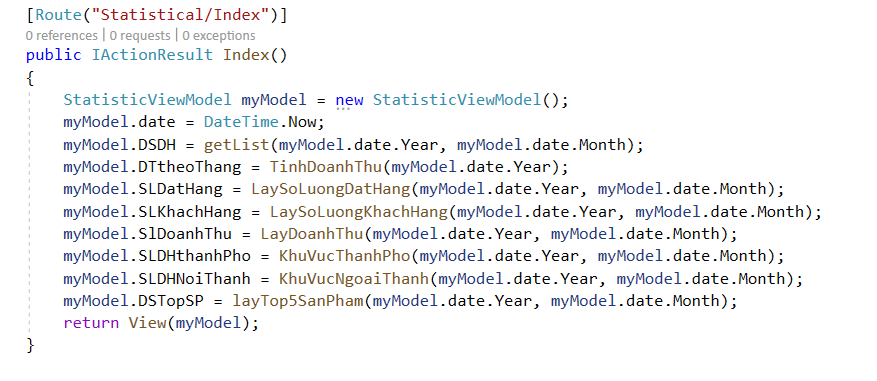 [Route("Statistical/Index")]
0 references | 0 requests | 0 exceptions
public IActionResult Index()
{
StatisticViewModel myModel = new StatisticViewModel();
myModel.date = DateTime.Now;
myModel.DSDH = getList(myModel.date.Year, myModel.date.Month);
myModel.DTtheoThang = TinhDoanhThu(myModel.date.Year);
myModel.SLDatHang = LaySoLuongDatHang(myModel.date.Year, myModel.date.Month);
myModel.SLKhachHang = LaySoLuongKhachHang(myModel.date.Year, myModel.date.Month);
myModel.SlDoanhThu = LayDoanhThu(myModel.date.Year, myModel.date.Month);
myModel.SLDHthanhPho = KhuVucThanhPho(myModel.date.Year, myModel.date.Month);
myModel.SLDHNoiThanh = KhuVucNgoaiThanh(myModel.date.Year, myModel.date.Month);
myModel.DSTopSP = layTop5SanPham(myModel.date.Year, myModel.date.Month);
return View(myModel);
}